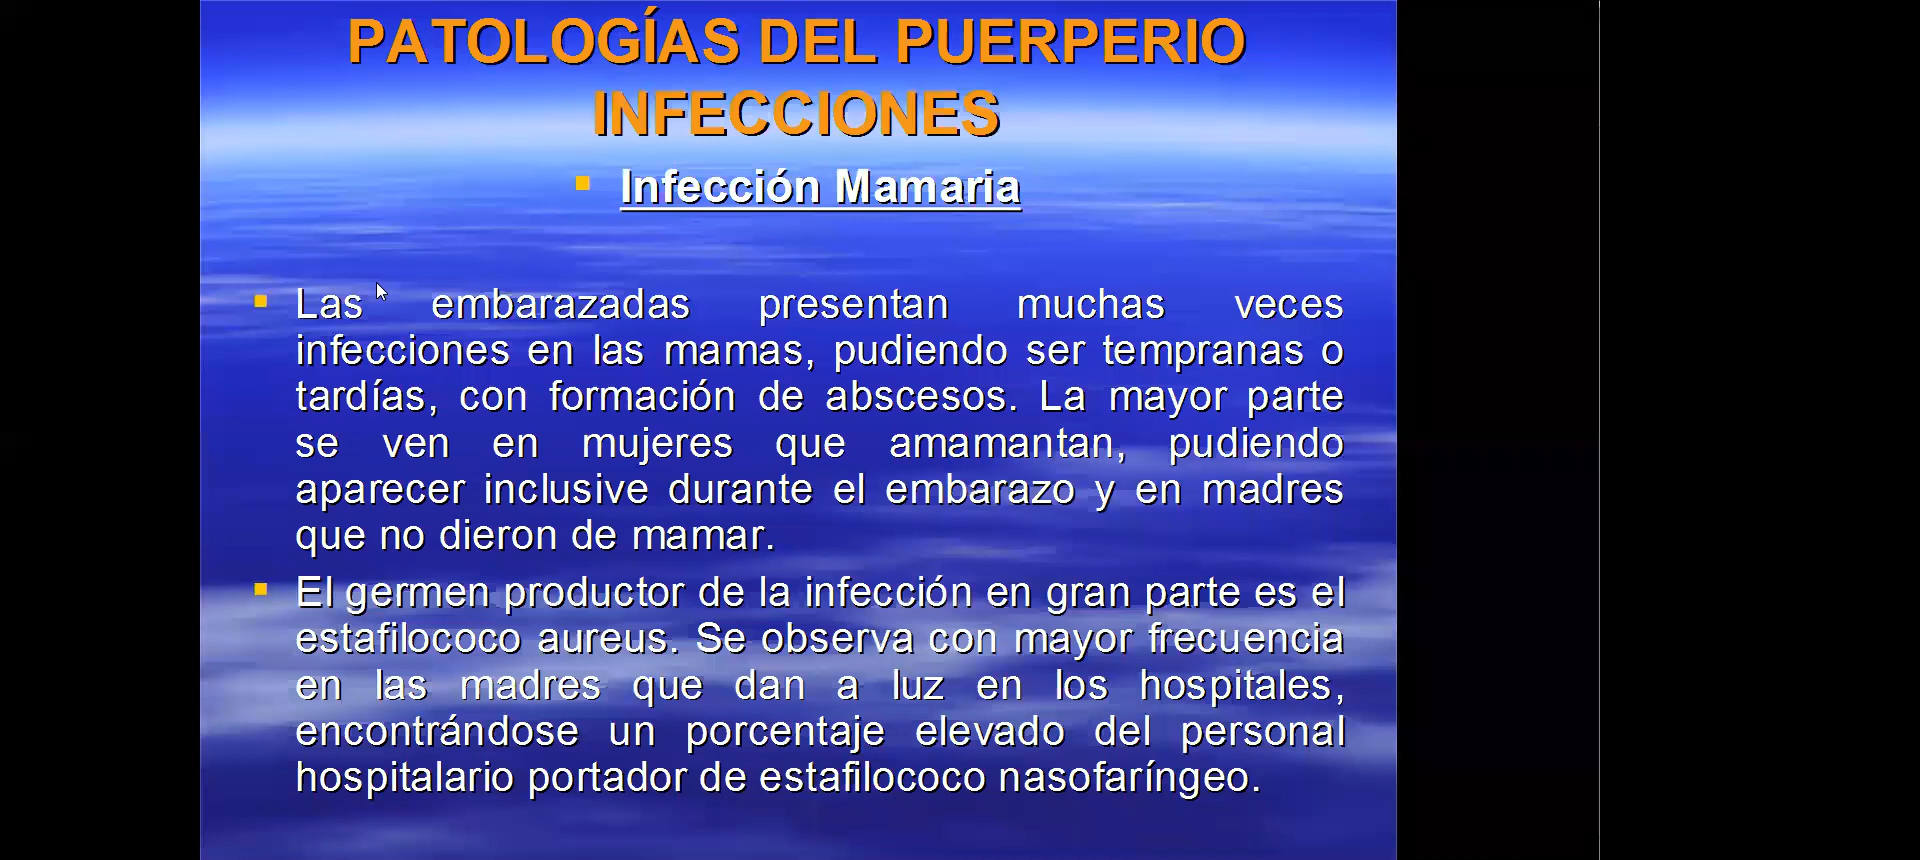 PATOLOGÍAS DEL PUERPERIO
INFECCIONES
Infección Mamaria
Las embarazadas presentan muchas veces
infecciones en las mamas, pudiendo ser tempranas o
tardías, con formación de abscesos. La mayor parte
se ven en mujeres que amamantan, pudiendo
aparecer inclusive durante el embarazo y en madres
que no dieron de mamar.
El germen productor de la infección en gran parte es el
estafilococo aureus. Se observa con mayor frecuencia
en las madres que dan a luz en los hospitales,
encontrándose un porcentaje elevado del personal
hospitalario portador de estafilococo nasofaríngeo.